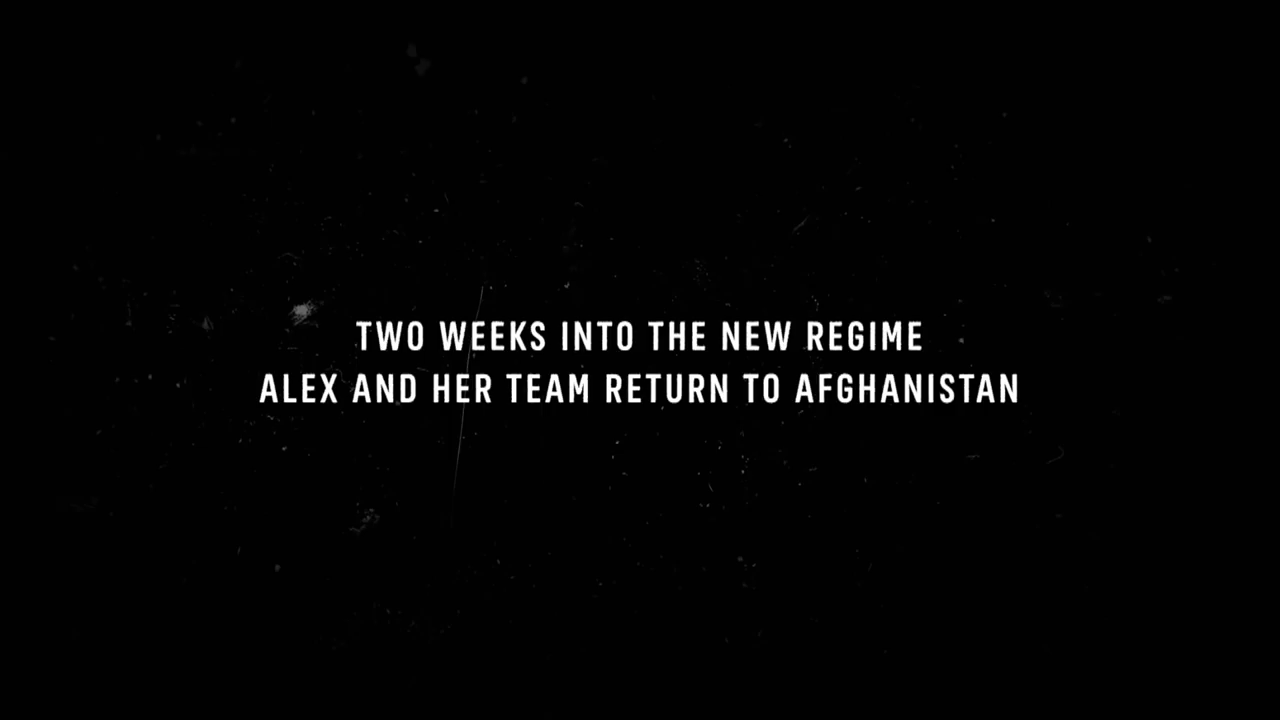 TWO WEEKS INTO THE NEW REGIME
ALEX AND HER TEAM RETURN TO AFGHANISTAN